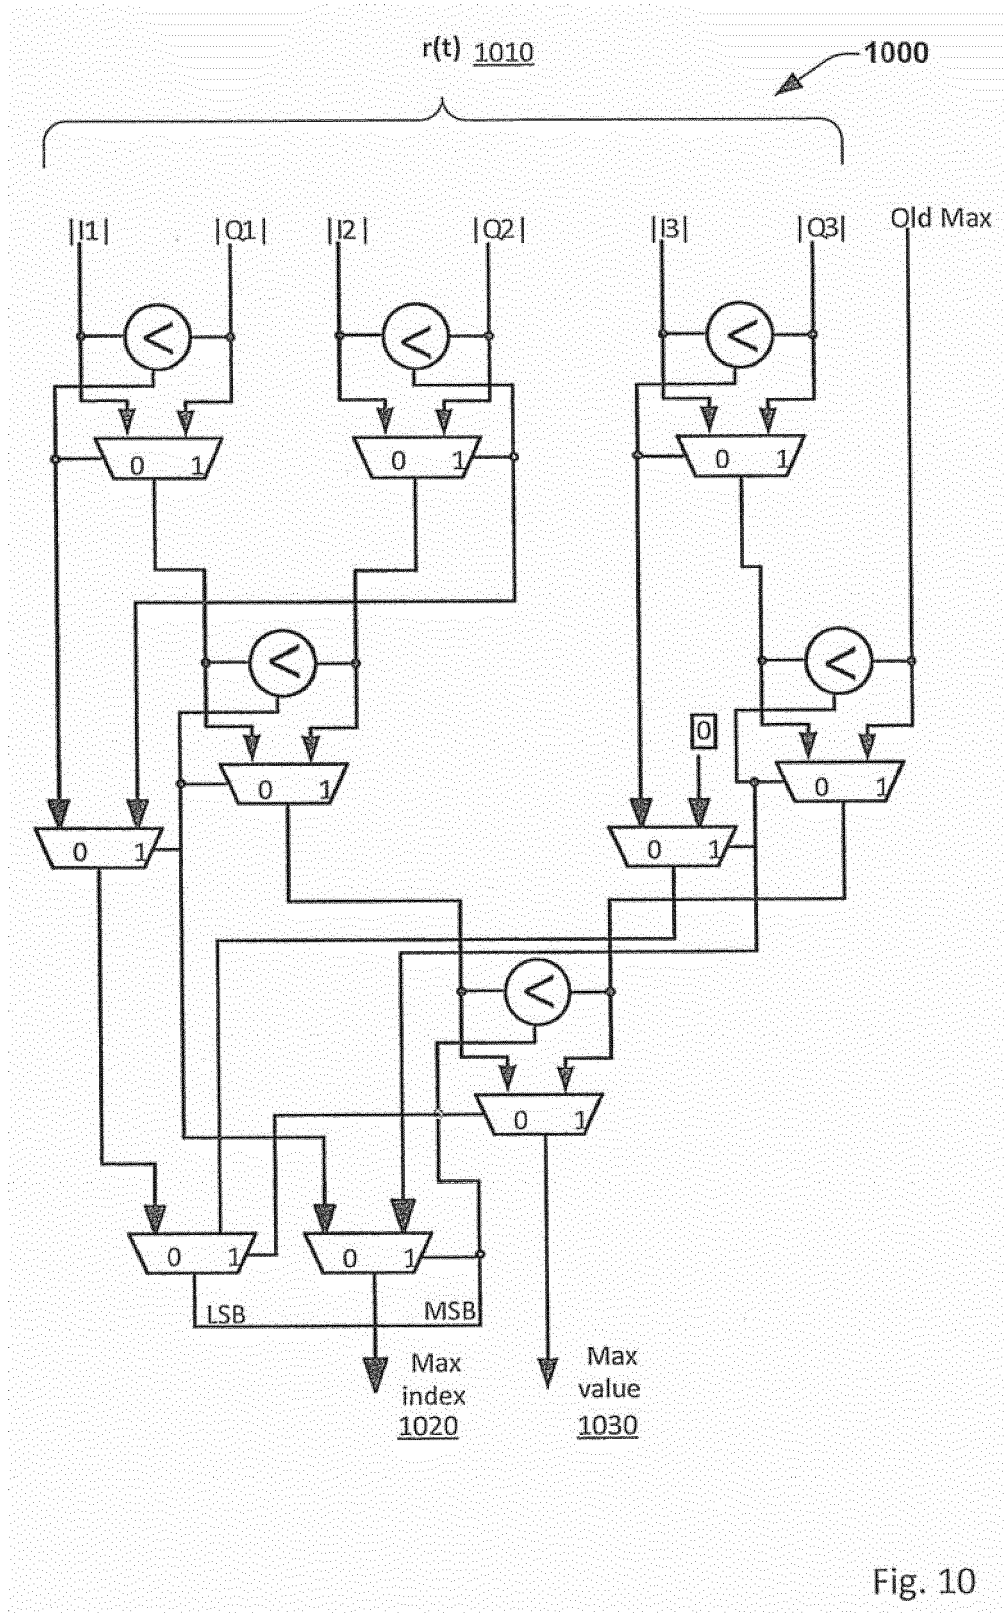 r(t) 1010
1000
|I1| |Q1| |I2| |Q2| |I3| |Q3| Old Max
< < <
0 1 0 1 0 1
< <
0
0 1 0 1
0 1 0 1
<
0 1
0 1 0 1
LSB MSB
Max index 1020
Max value 1030
Fig. 10